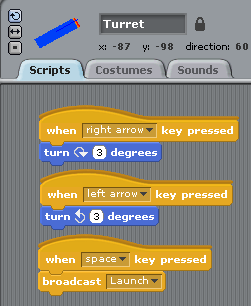 Turret
x: -87 y: -98 direction: 60
Scripts Costumes Sounds
when right arrow key pressed
turn 3 degrees
when left arrow key pressed
turn 3 degrees
when space key pressed
broadcast Launch